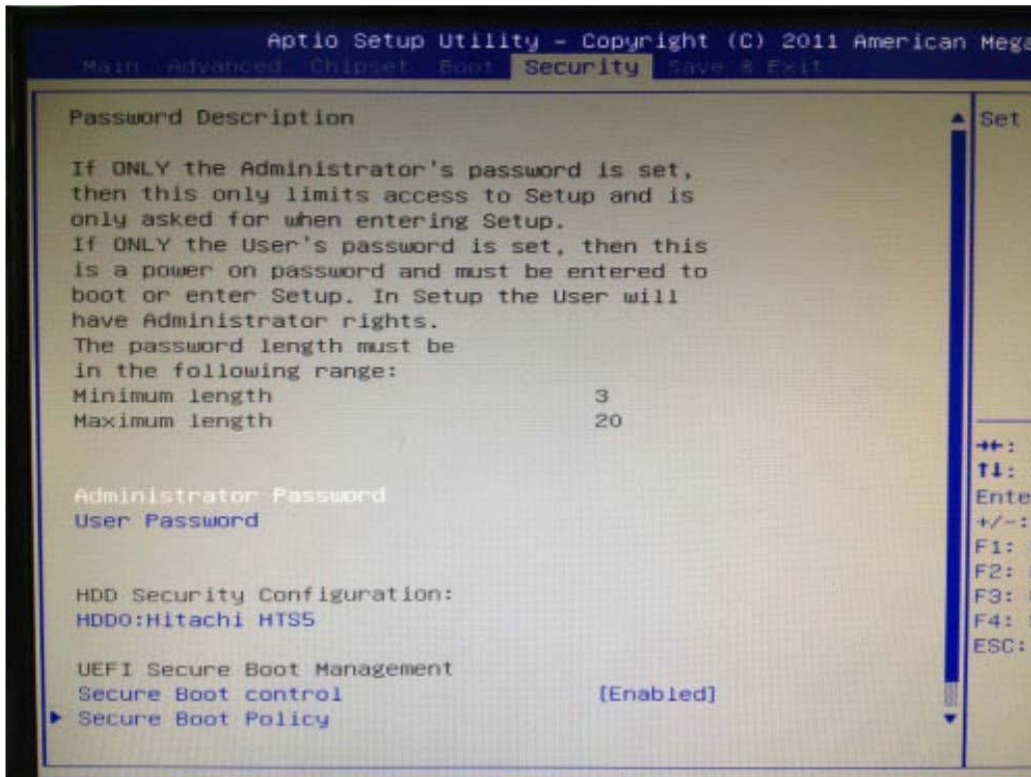 Aptio Setup Utility - Copyright (C) 2011 American Mega
Main Advanced Chipset Boot Security Save & Exit
Password Description
Set
If ONLY the Administrator's password is set,
then this only limits access to Setup and is
only asked for when entering Setup.
If ONLY the User's password is set, then this
is a power on password and must be entered to
boot or enter Setup. In Setup the User will
have Administrator rights.
The password length must be
in the following range:
Minimum length 3
Maximum length 20
Administrator Password
User Password
HDD Security Configuration:
HDD0:Hitachi HTS5
UEFI Secure Boot Management
Secure Boot control [Enabled]
Secure Boot Policy
→←:
↑↓:
Ente
+/-:
F1:
F2:
F3:
F4:
ESC: